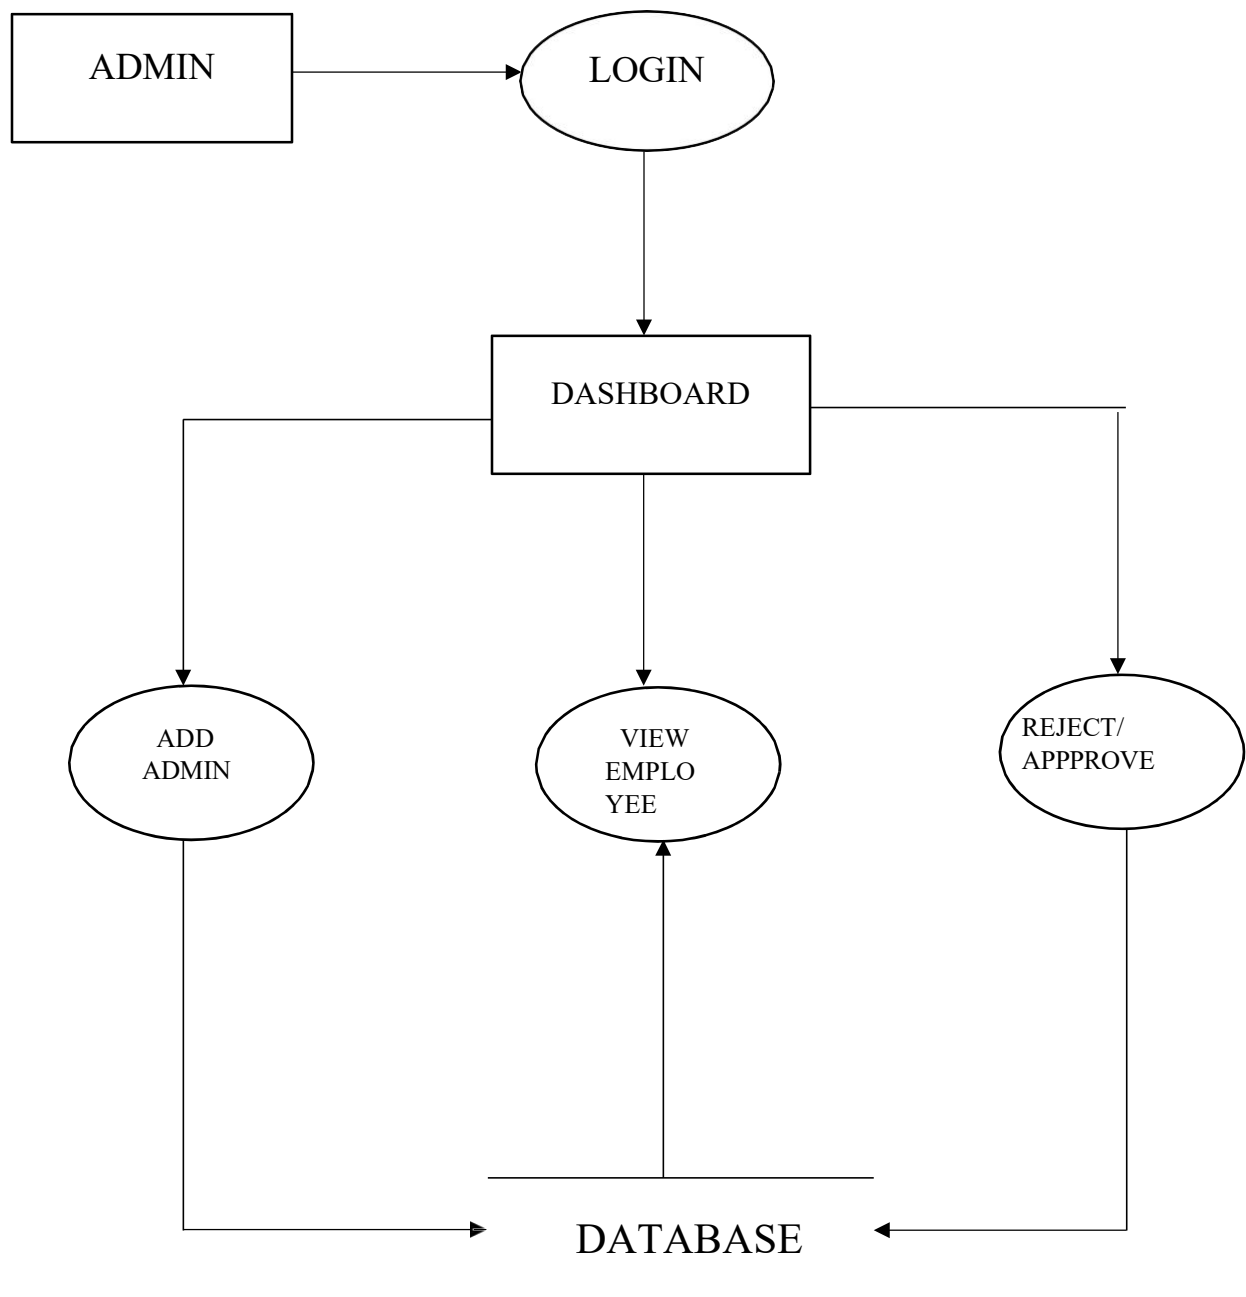 ADMIN
LOGIN
DASHBOARD
ADD
ADMIN
VIEW
EMPLO
YEE
REJECT/
APPPROVE
DATABASE